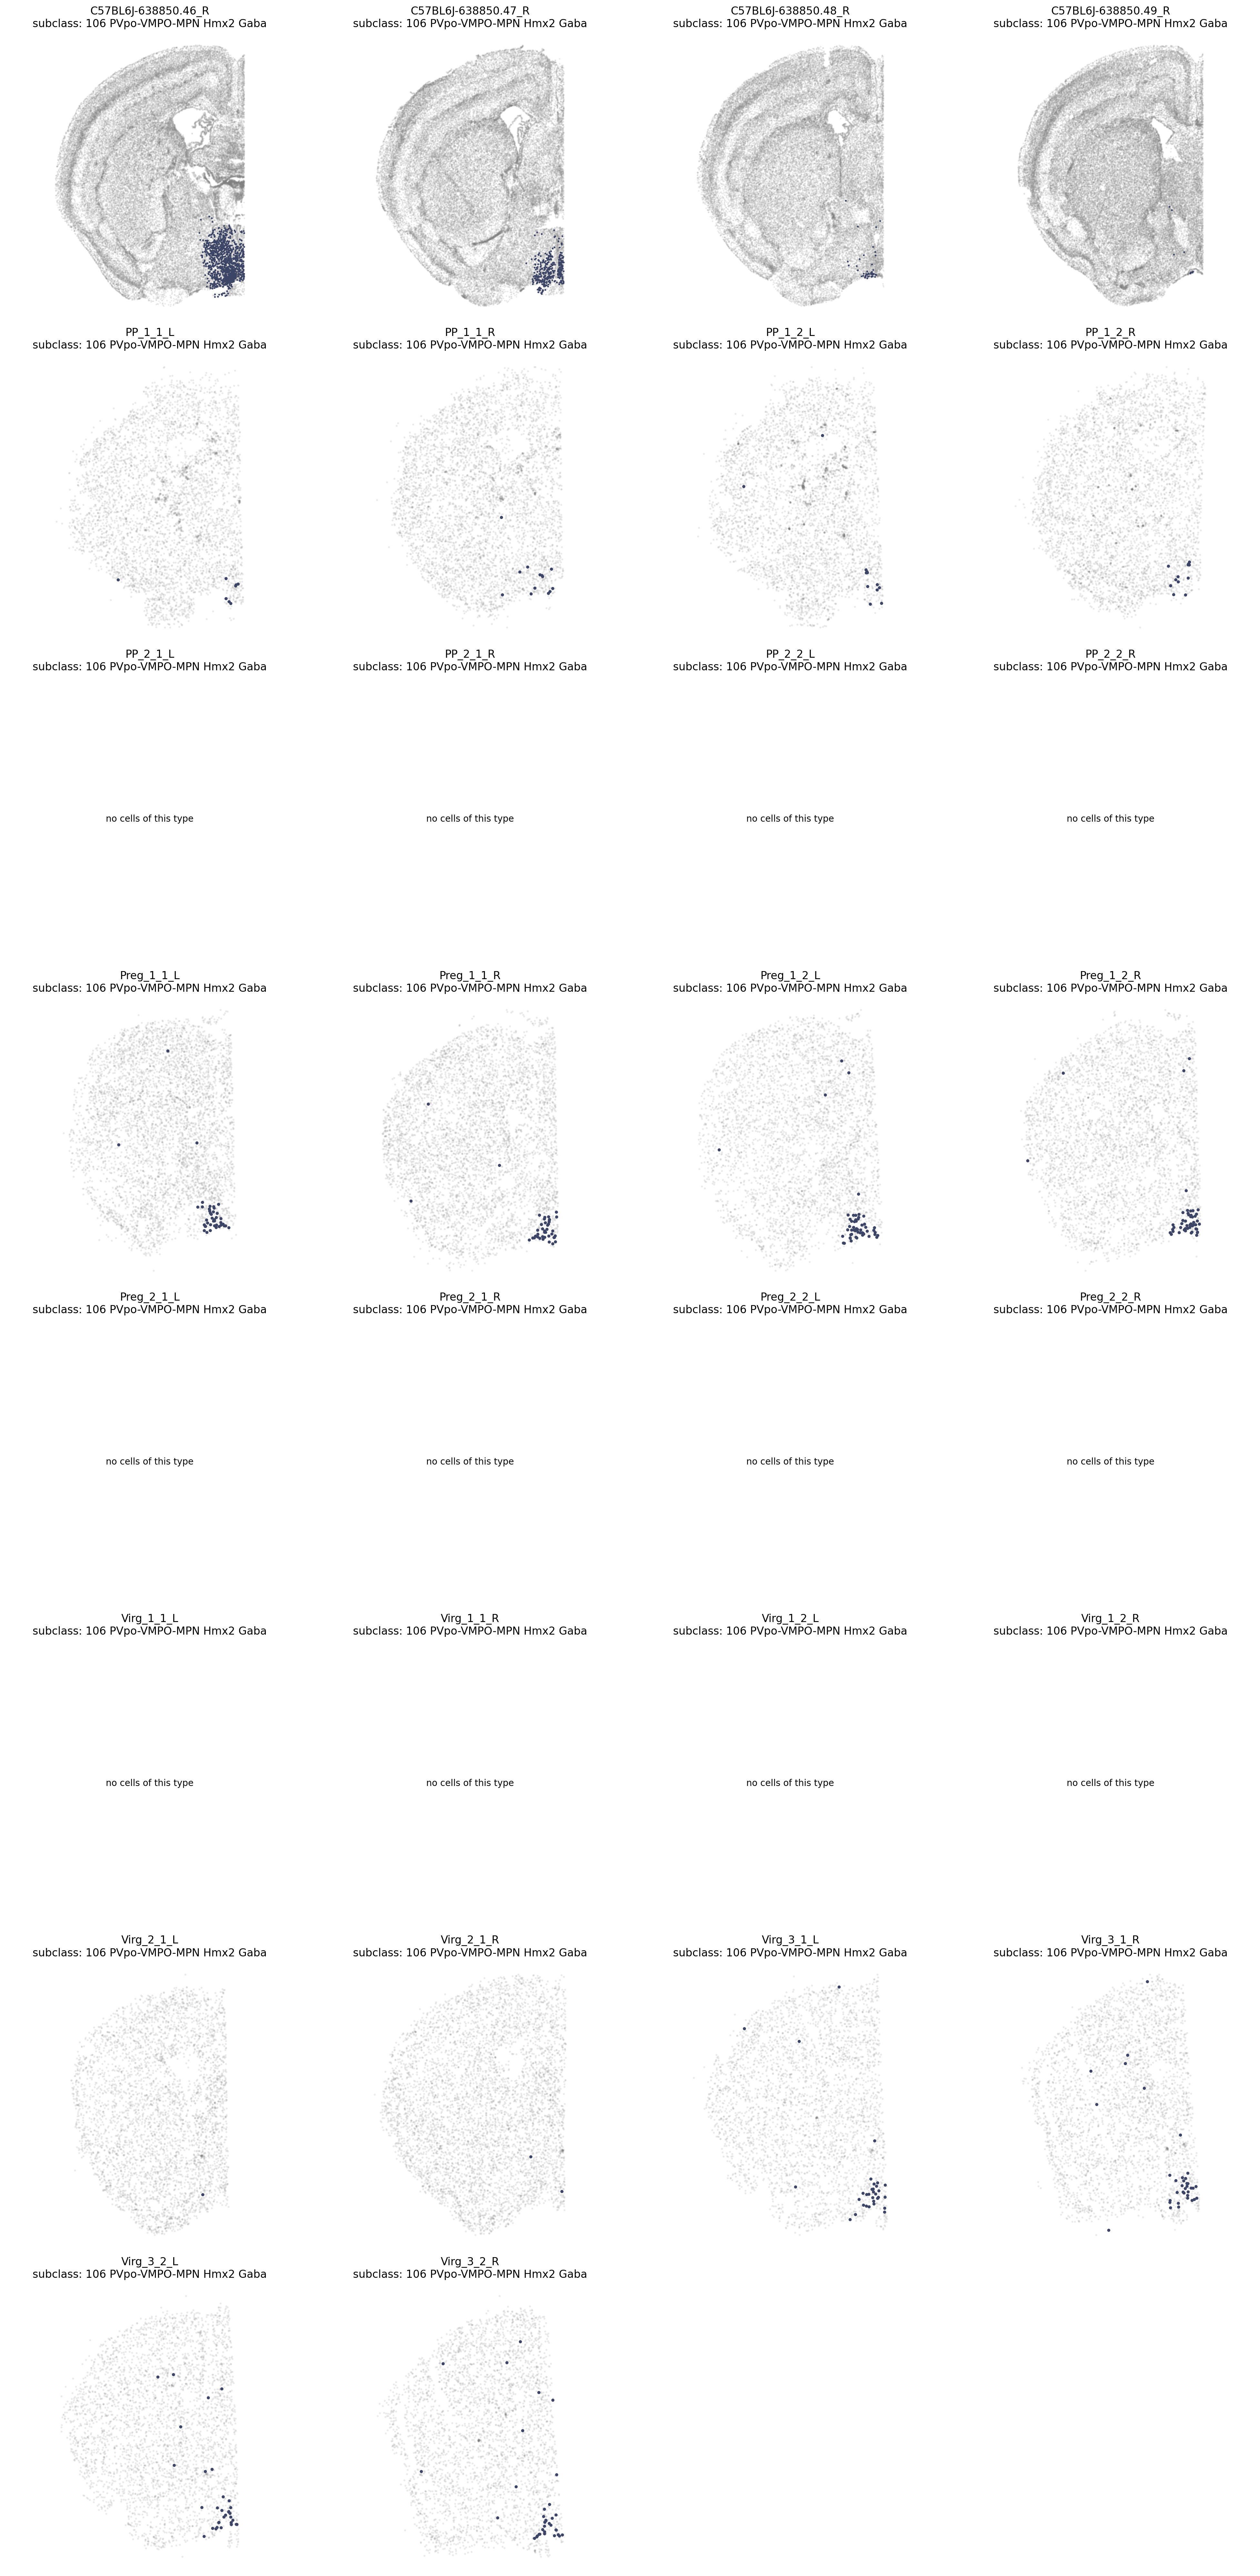 C57BL6J-638850.46_R
subclass: 106 PVpo-VMPO-MPN Hmx2 Gaba
C57BL6J-638850.47_R
subclass: 106 PVpo-VMPO-MPN Hmx2 Gaba
C57BL6J-638850.48_R
subclass: 106 PVpo-VMPO-MPN Hmx2 Gaba
C57BL6J-638850.49_R
subclass: 106 PVpo-VMPO-MPN Hmx2 Gaba
PP_1_1_L
subclass: 106 PVpo-VMPO-MPN Hmx2 Gaba
PP_1_1_R
subclass: 106 PVpo-VMPO-MPN Hmx2 Gaba
PP_1_2_L
subclass: 106 PVpo-VMPO-MPN Hmx2 Gaba
PP_1_2_R
subclass: 106 PVpo-VMPO-MPN Hmx2 Gaba
PP_2_1_L
subclass: 106 PVpo-VMPO-MPN Hmx2 Gaba
no cells of this type
PP_2_1_R
subclass: 106 PVpo-VMPO-MPN Hmx2 Gaba
no cells of this type
PP_2_2_L
subclass: 106 PVpo-VMPO-MPN Hmx2 Gaba
no cells of this type
PP_2_2_R
subclass: 106 PVpo-VMPO-MPN Hmx2 Gaba
no cells of this type
Preg_1_1_L
subclass: 106 PVpo-VMPO-MPN Hmx2 Gaba
Preg_1_1_R
subclass: 106 PVpo-VMPO-MPN Hmx2 Gaba
Preg_1_2_L
subclass: 106 PVpo-VMPO-MPN Hmx2 Gaba
Preg_1_2_R
subclass: 106 PVpo-VMPO-MPN Hmx2 Gaba
Preg_2_1_L
subclass: 106 PVpo-VMPO-MPN Hmx2 Gaba
no cells of this type
Preg_2_1_R
subclass: 106 PVpo-VMPO-MPN Hmx2 Gaba
no cells of this type
Preg_2_2_L
subclass: 106 PVpo-VMPO-MPN Hmx2 Gaba
no cells of this type
Preg_2_2_R
subclass: 106 PVpo-VMPO-MPN Hmx2 Gaba
no cells of this type
Virg_1_1_L
subclass: 106 PVpo-VMPO-MPN Hmx2 Gaba
no cells of this type
Virg_1_1_R
subclass: 106 PVpo-VMPO-MPN Hmx2 Gaba
no cells of this type
Virg_1_2_L
subclass: 106 PVpo-VMPO-MPN Hmx2 Gaba
no cells of this type
Virg_1_2_R
subclass: 106 PVpo-VMPO-MPN Hmx2 Gaba
no cells of this type
Virg_2_1_L
subclass: 106 PVpo-VMPO-MPN Hmx2 Gaba
Virg_2_1_R
subclass: 106 PVpo-VMPO-MPN Hmx2 Gaba
Virg_3_1_L
subclass: 106 PVpo-VMPO-MPN Hmx2 Gaba
Virg_3_1_R
subclass: 106 PVpo-VMPO-MPN Hmx2 Gaba
Virg_3_2_L
subclass: 106 PVpo-VMPO-MPN Hmx2 Gaba
Virg_3_2_R
subclass: 106 PVpo-VMPO-MPN Hmx2 Gaba